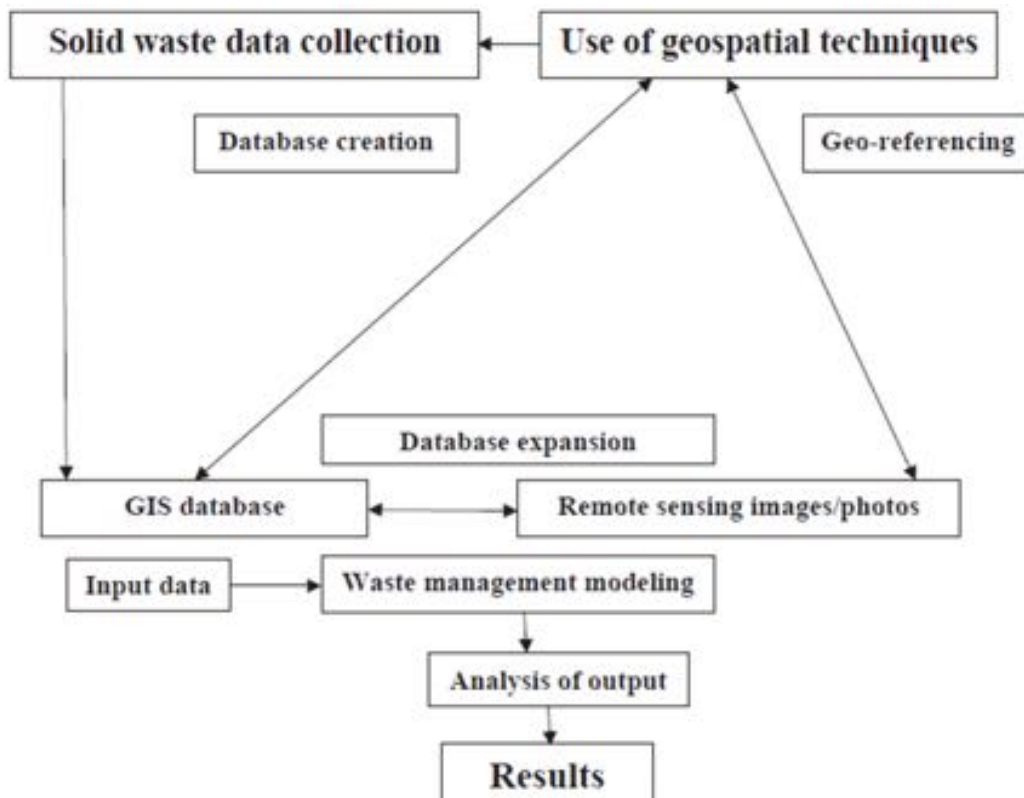 Solid waste data collection
Use of geospatial techniques
Database creation
Geo-referencing
Database expansion
GIS database
Remote sensing images/photos
Input data
Waste management modeling
Analysis of output
Results